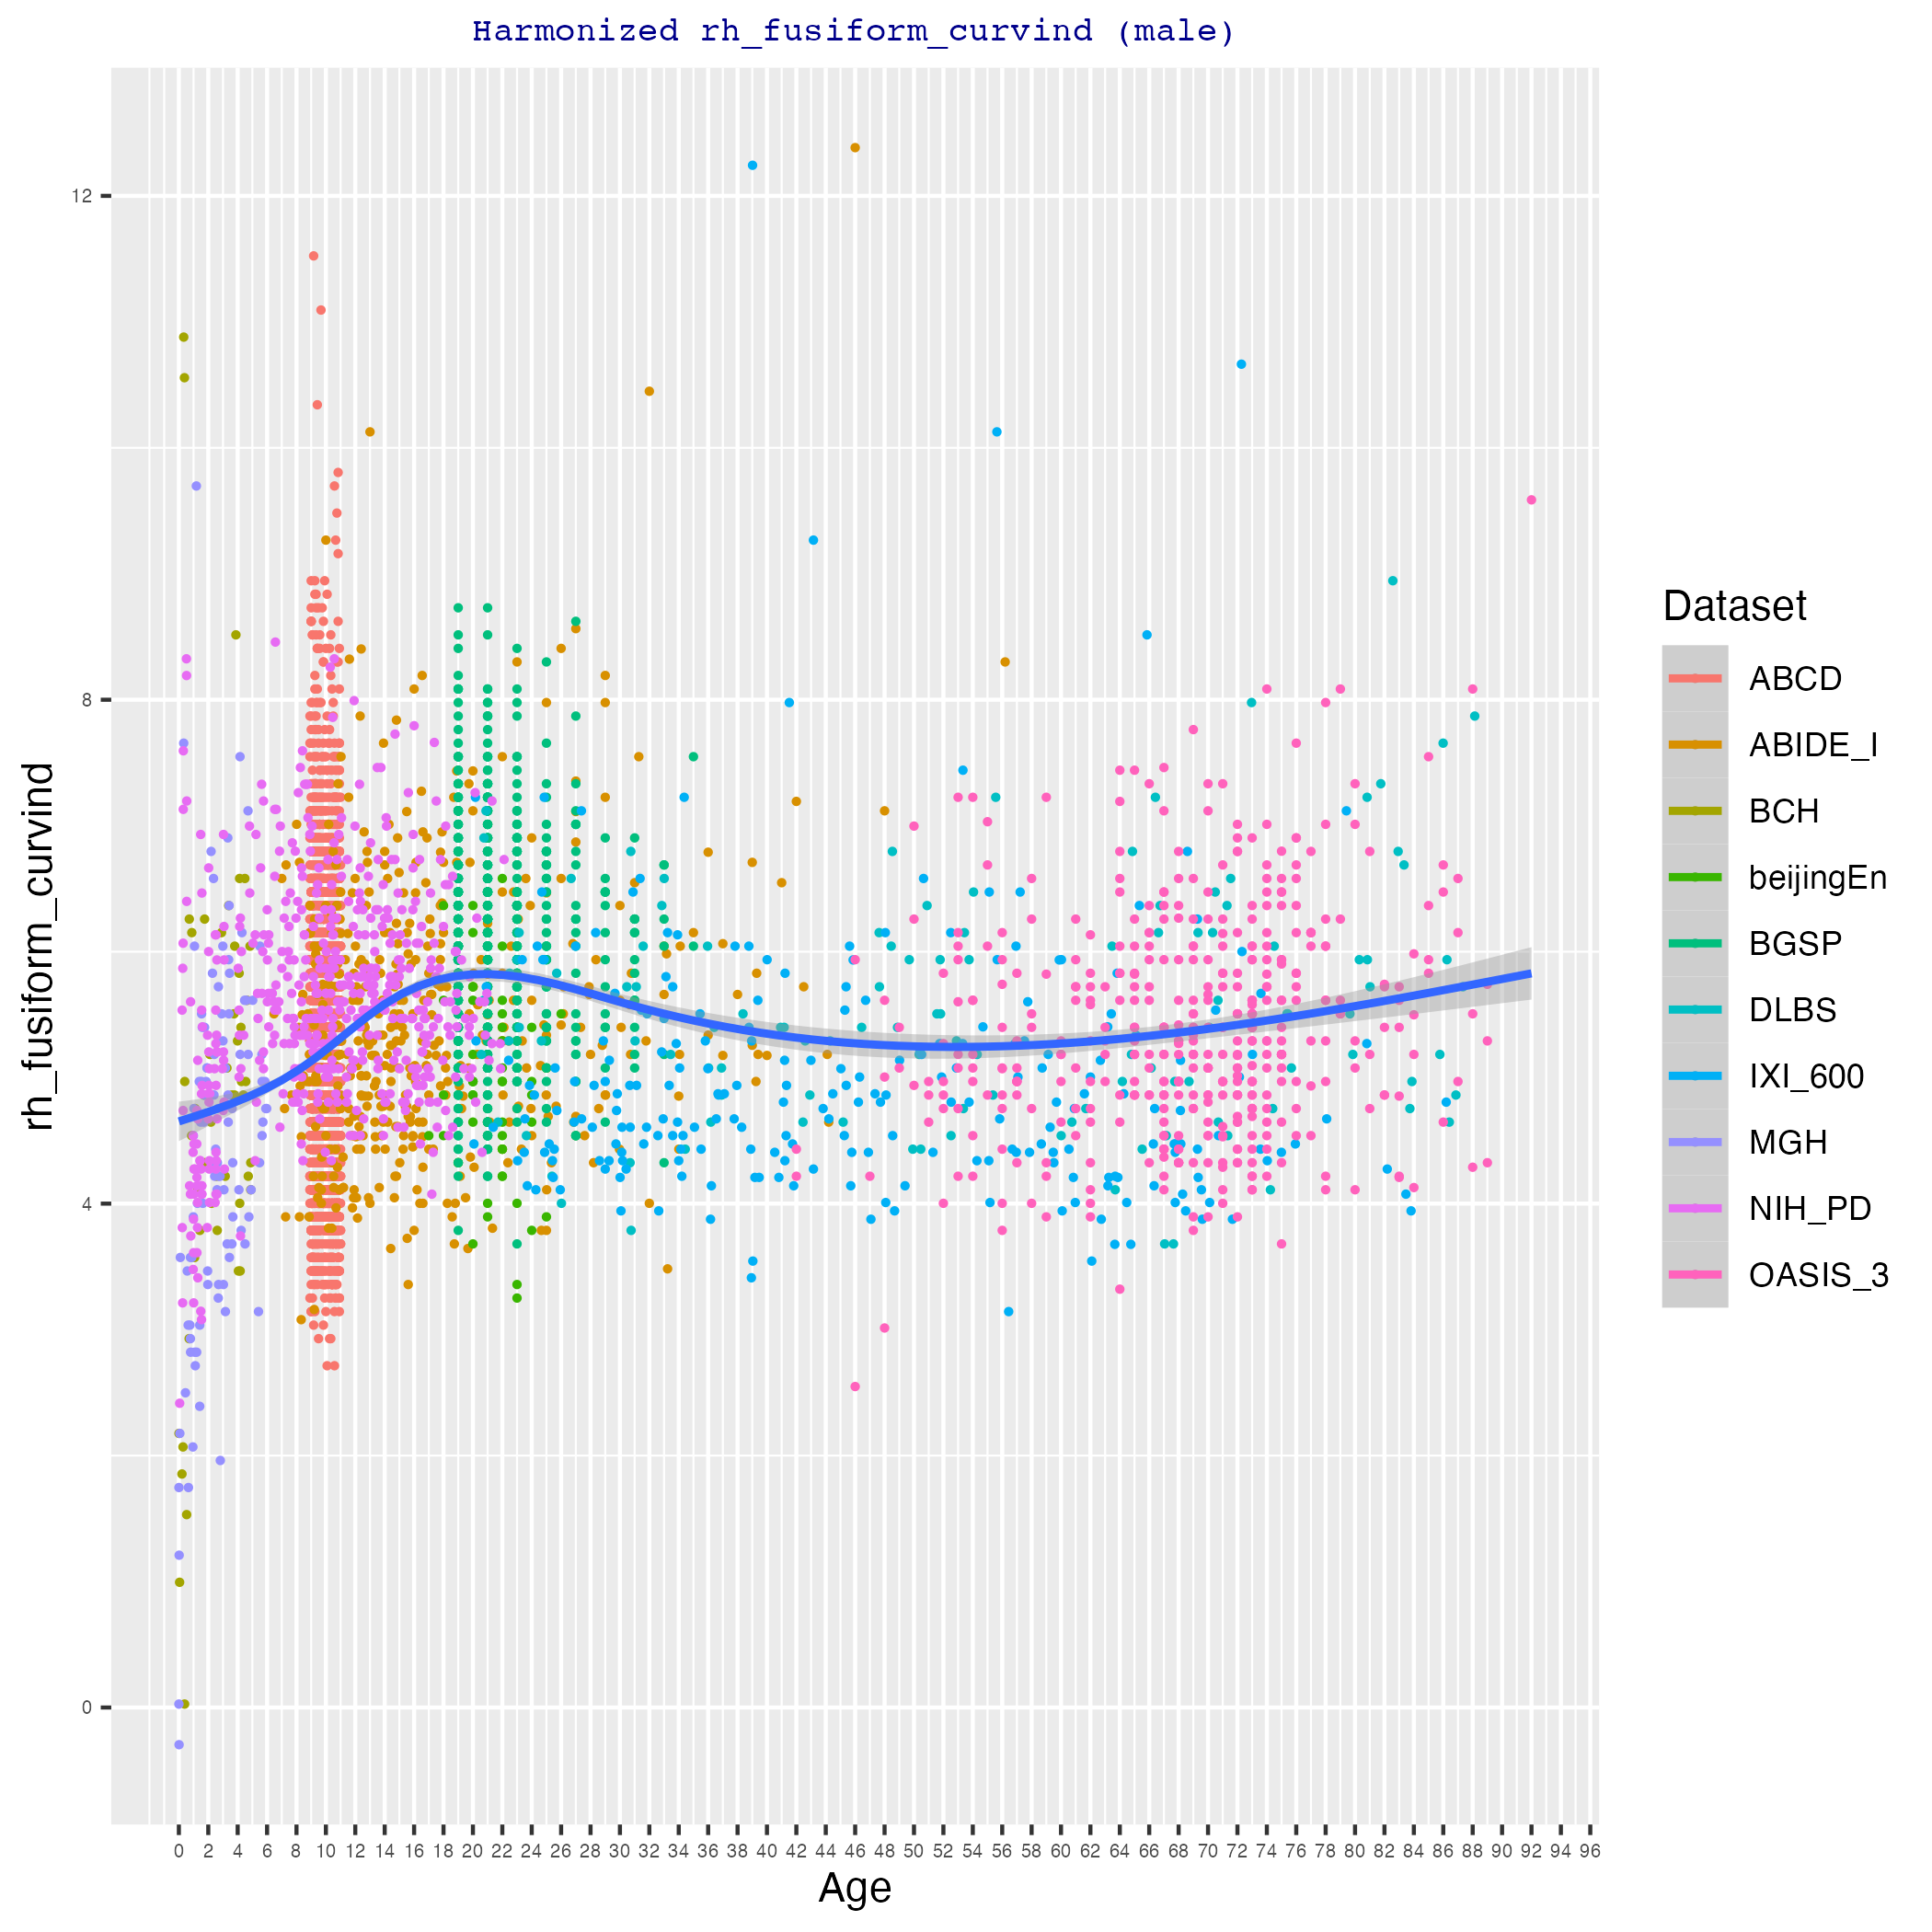 Harmonized rh_fusiform_curvind (male)
12
8
4
0
rh_fusiform_curvind
0 2 4 6 8 10 12 14 16 18 20 22 24 26 28 30 32 34 36 38 40 42 44 46 48 50 52 54 56 58 60 62 64 66 68 70 72 74 76 78 80 82 84 86 88 90 92 94 96
Age
Dataset
ABCD
ABIDE_I
BCH
beijingEn
BGSP
DLBS
IXI_600
MGH
NIH_PD
OASIS_3